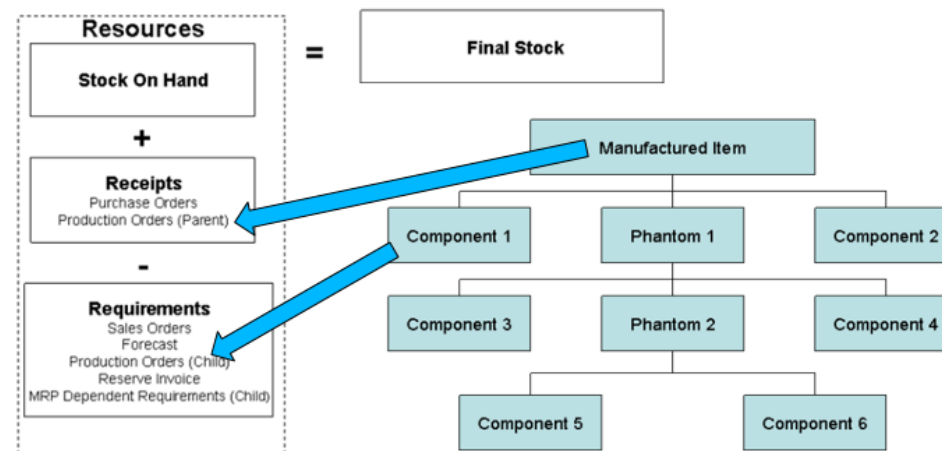 Resources
Stock On Hand
+
Receipts
Purchase Orders
Production Orders (Parent)
-
Requirements
Sales Orders
Forecast
Production Orders (Child)
Reserve Invoice
MRP Dependent Requirements (Child)
=
Final Stock
Manufactured Item
Component 1
Phantom 1
Component 2
Component 3
Phantom 2
Component 4
Component 5
Component 6